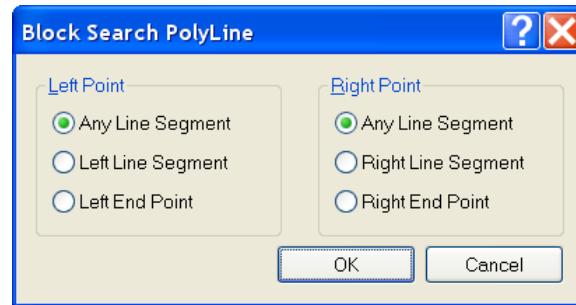 Block Search PolyLine
Left Point
Any Line Segment
Left Line Segment
Left End Point
Right Point
Any Line Segment
Right Line Segment
Right End Point
OK
Cancel